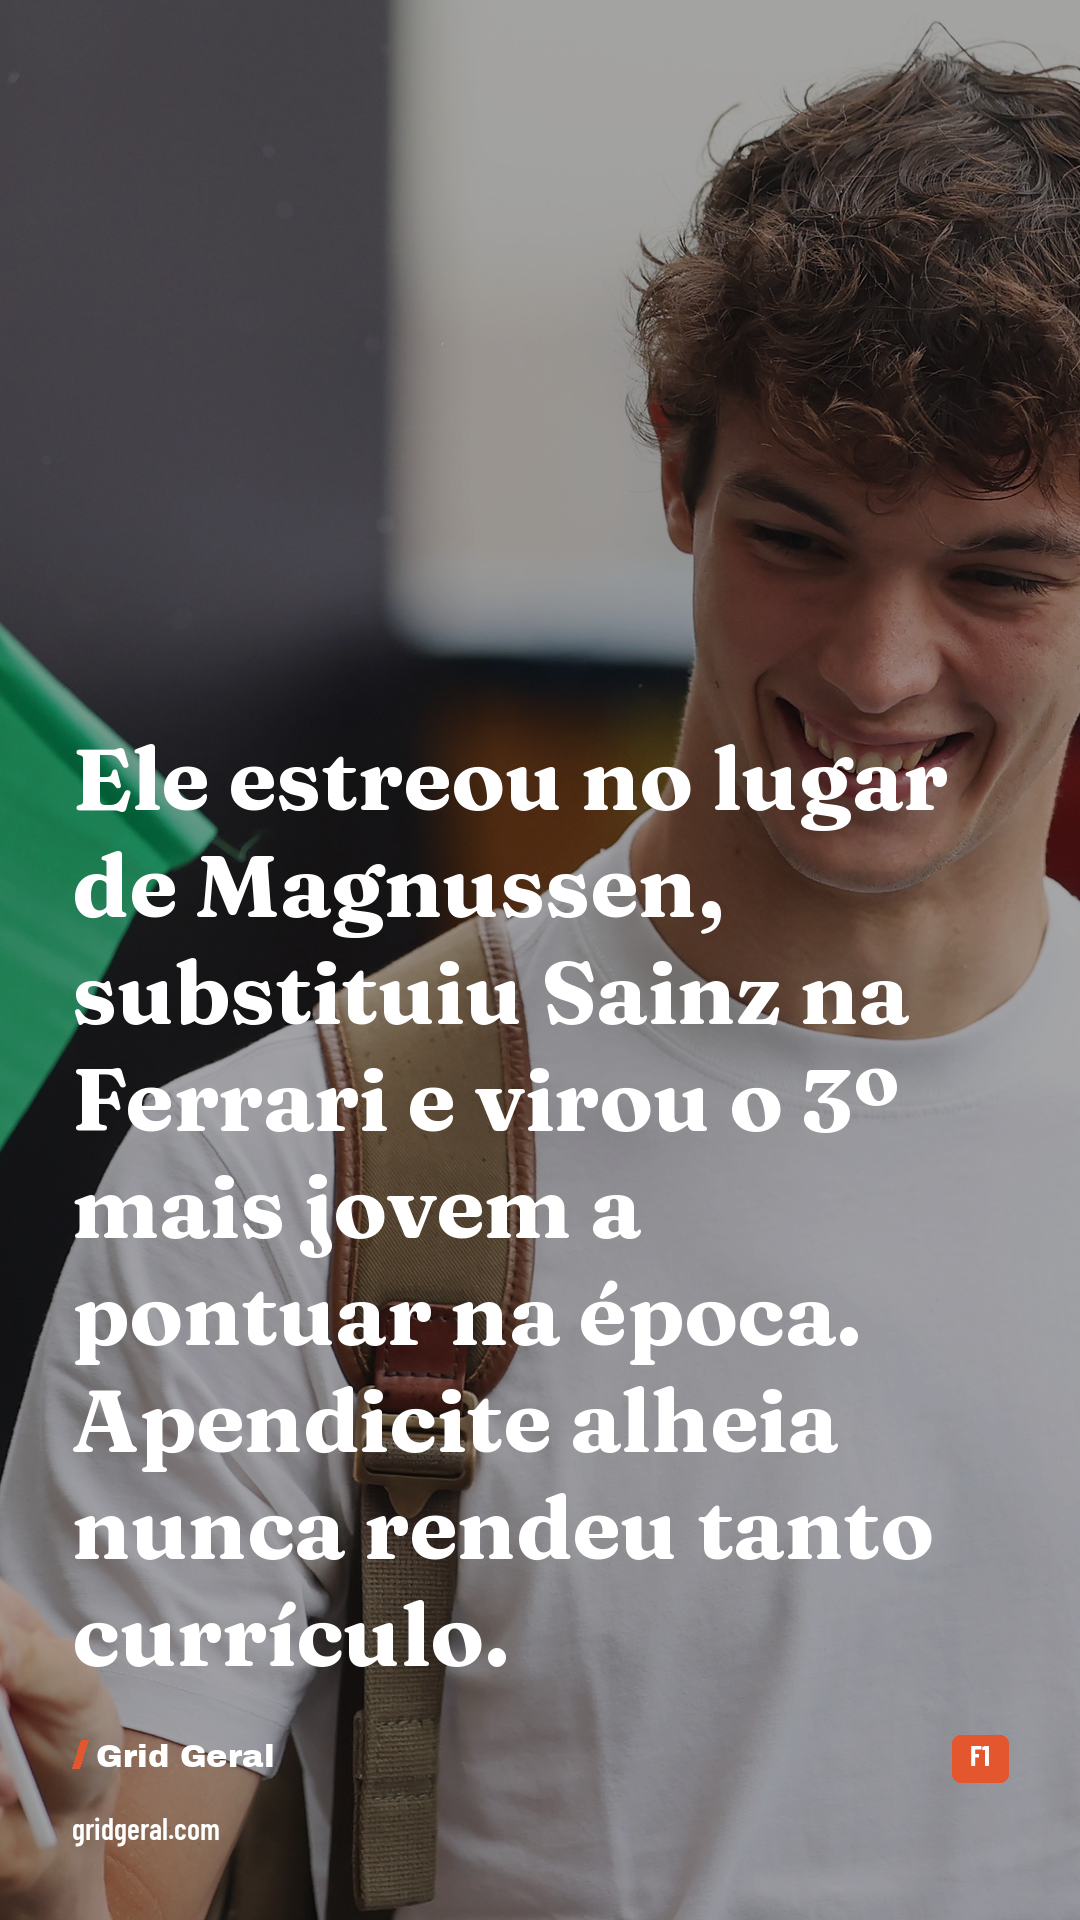 Ele estreou no lugar
de Magnussen,
substituiu Sainz na
Ferrari e virou o 3º
mais jovem a
pontuar na época.
Apendicite alheia
nunca rendeu tanto
currículo.
/ Grid Geral
F1
gridgeral.com